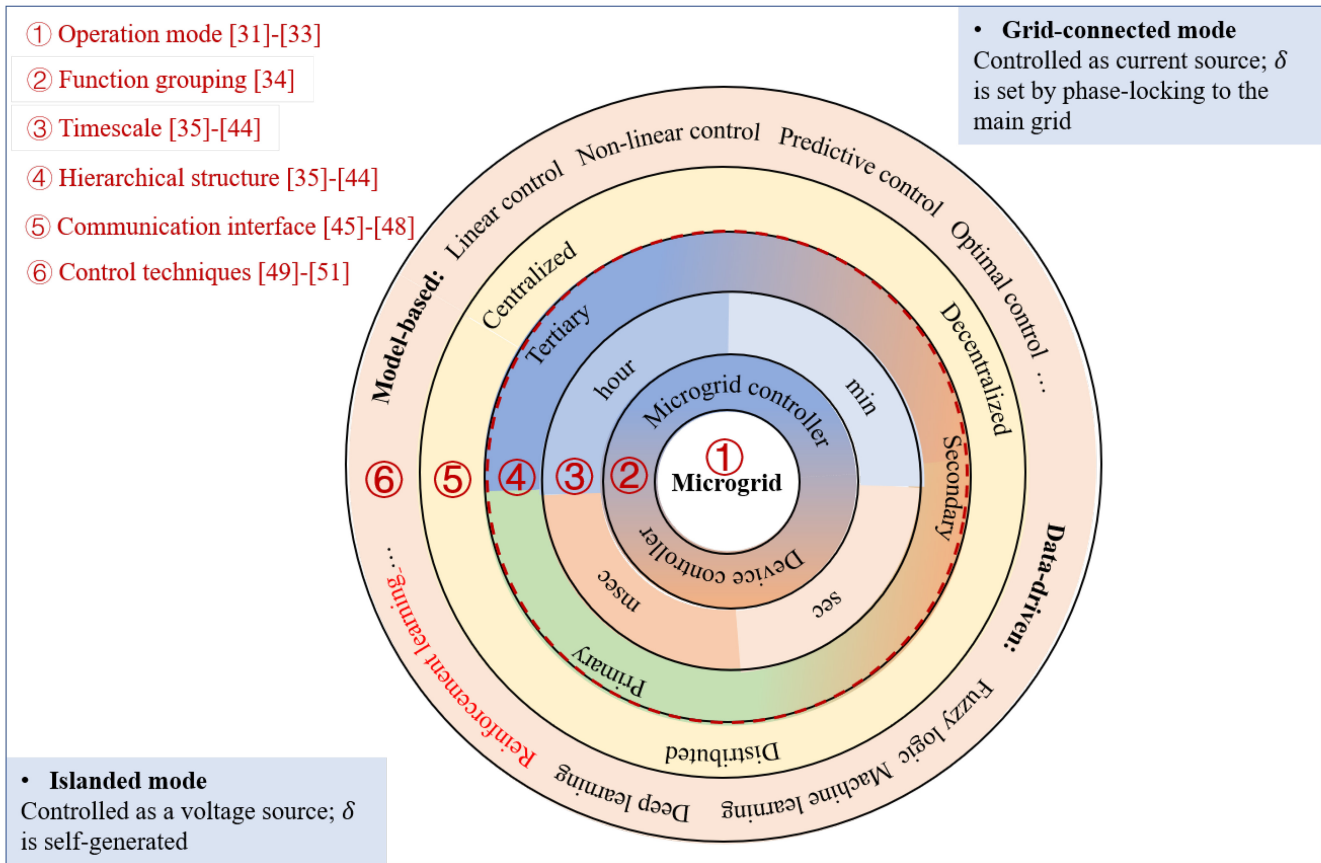 ① Operation mode [31]-[33]
② Function grouping [34]
③ Timescale [35]-[44]
④ Hierarchical structure [35]-[44]
⑤ Communication interface [45]-[48]
⑥ Control techniques [49]-[51]
• Grid-connected mode
Controlled as current source; δ
is set by phase-locking to the
main grid
Model-based:
Linear control
Non-linear control
Predictive control
Optimal control
...
Centralized
Decentralized
Distributed
Tertiary
Secondary
Primary
hour
min
sec
msec
Microgrid controller
Device controller
①
Microgrid
②
③
④
⑤
⑥
Data-driven:
Fuzzy logic
Machine learning
Deep learning
Reinforcement learning
...
• Islanded mode
Controlled as a voltage source; δ
is self-generated